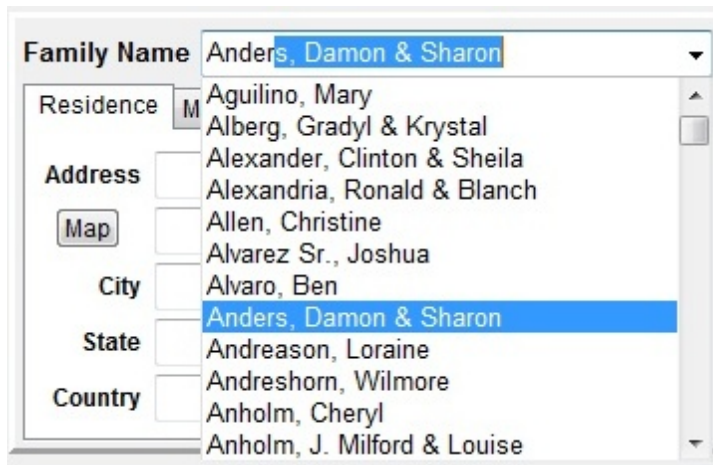 Family Name Anders, Damon & Sharon
Residence M
Aguilino, Mary
Alberg, Gradyl & Krystal
Alexander, Clinton & Sheila
Alexandria, Ronald & Blanch
Allen, Christine
Alvarez Sr., Joshua
Alvaro, Ben
Anders, Damon & Sharon
Andreason, Loraine
Andreshorn, Wilmore
Anholm, Cheryl
Anholm, J. Milford & Louise
Address
Map
City
State
Country